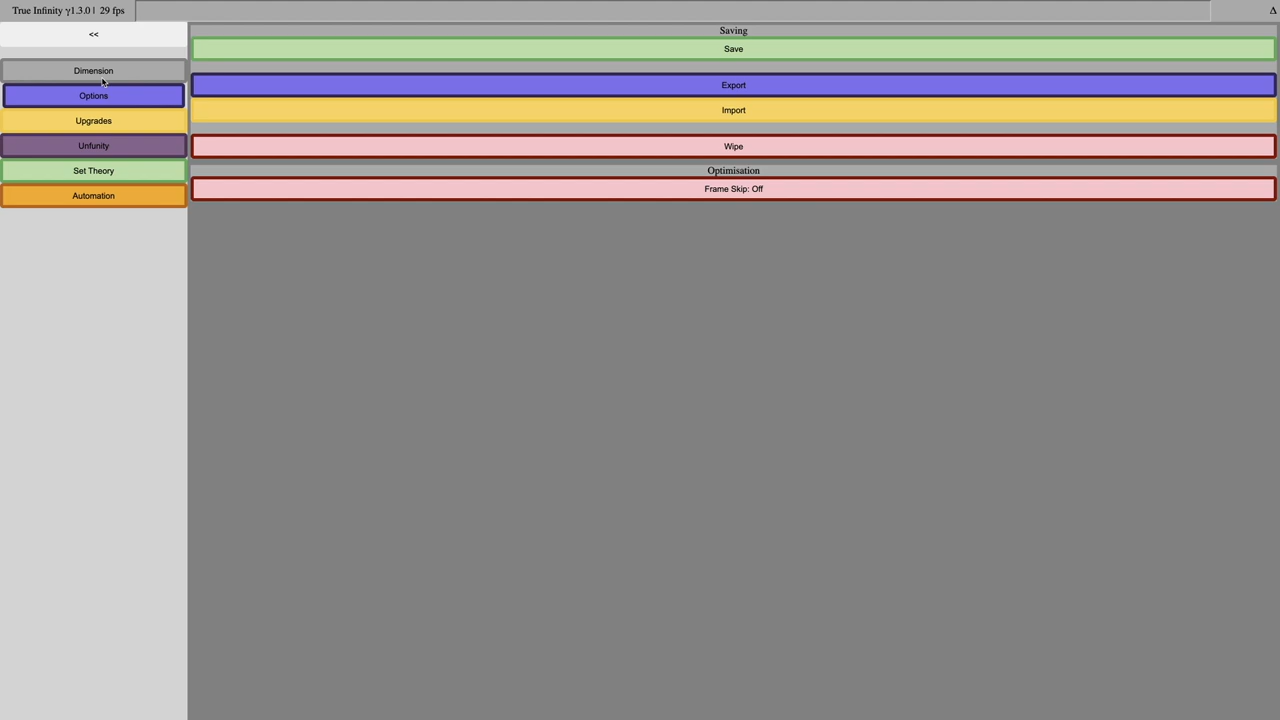 True Infinity γ1.3.0 | 29 fps
Δ
<<
Dimension
Options
Upgrades
Unfunity
Set Theory
Automation
Saving
Save
Export
Import
Wipe
Optimisation
Frame Skip: Off